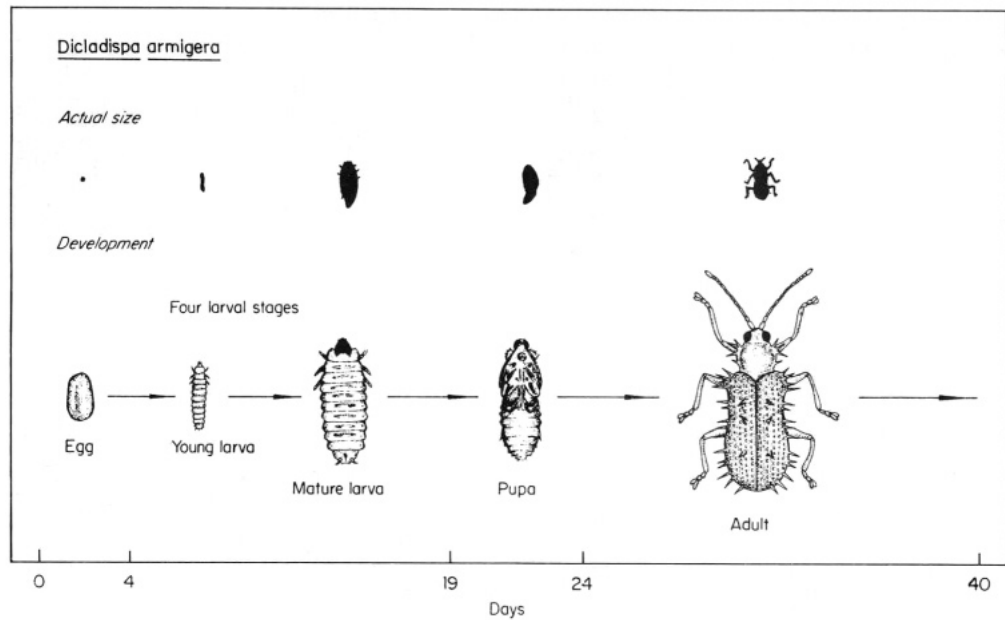 Dicladispa armigera
Actual size
Development
Four larval stages
Egg
Young larva
Mature larva
Pupa
Adult
0 4 19 24 40
Days